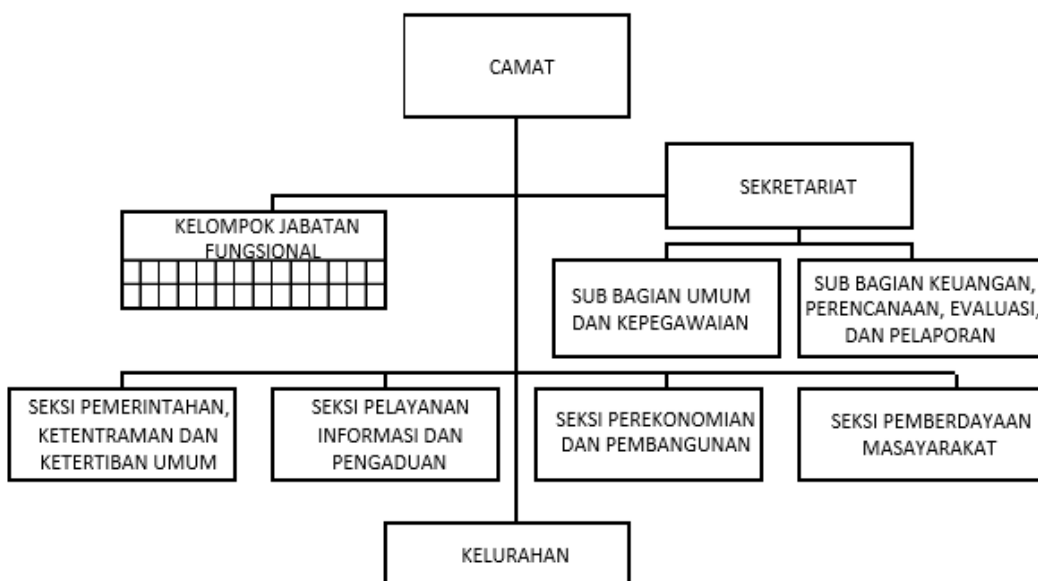 CAMAT
SEKRETARIAT
KELOMPOK JABATAN
FUNGSIONAL
SUB BAGIAN UMUM
DAN KEPEGAWAIAN
SUB BAGIAN KEUANGAN,
PERENCANAAN, EVALUASI,
DAN PELAPORAN
SEKSI PEMERINTAHAN,
KETENTRAMAN DAN
KETERTIBAN UMUM
SEKSI PELAYANAN
INFORMASI DAN
PENGADUAN
SEKSI PEREKONOMIAN
DAN PEMBANGUNAN
SEKSI PEMBERDAYAAN
MASAYARAKAT
KELURAHAN